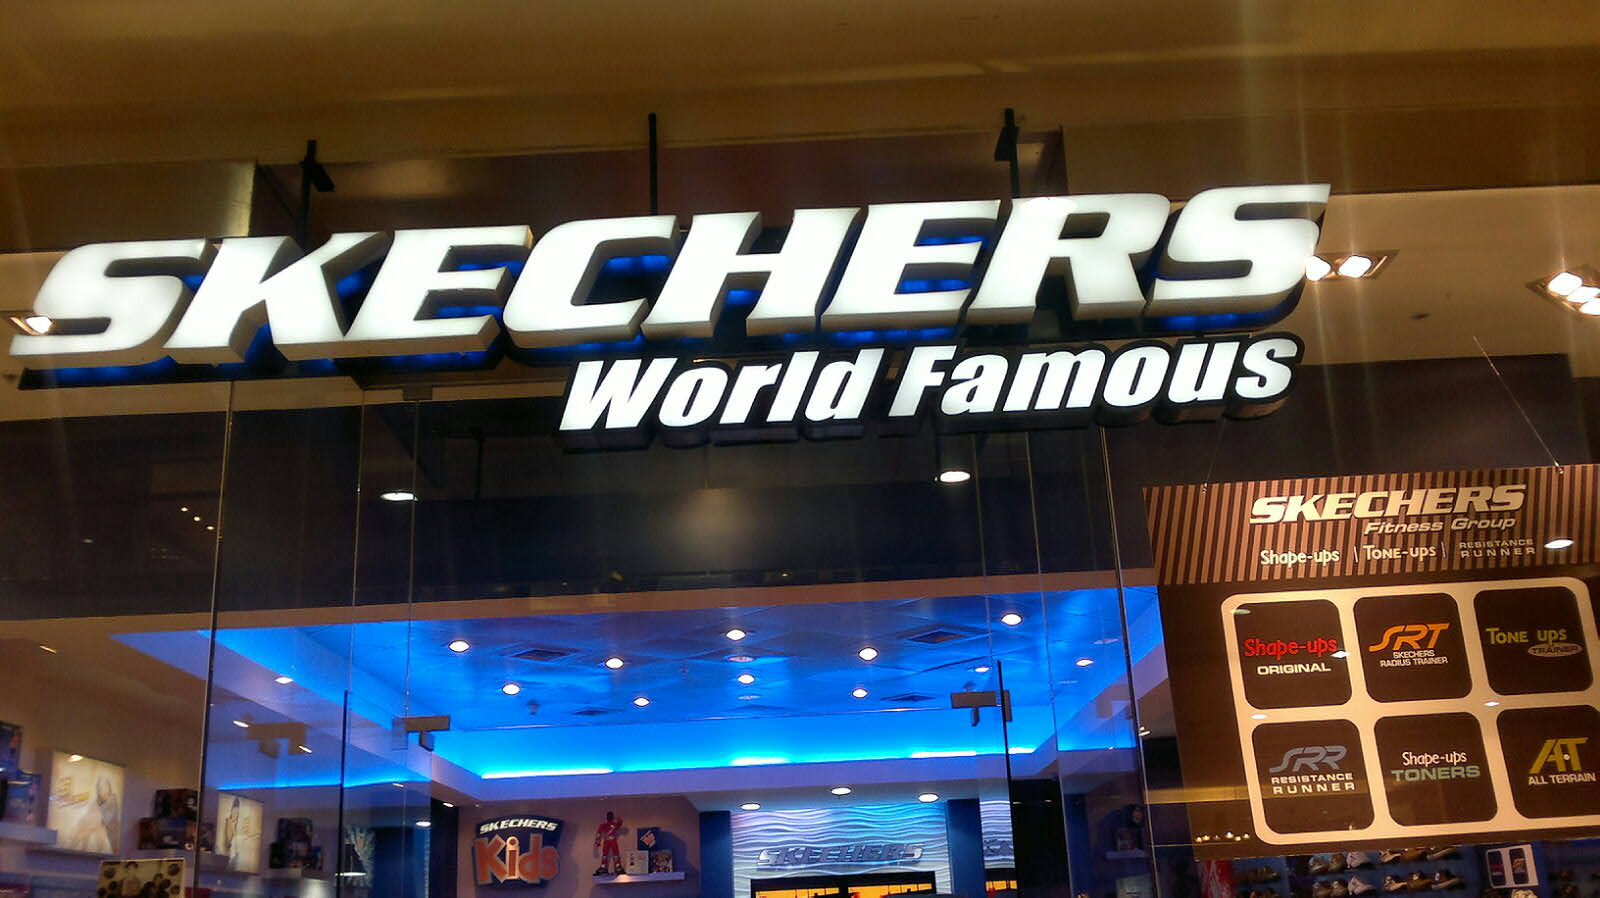 SKECHERS
World Famous
SKECHERS
Fitness Group
Shape-ups | TONE-UPS | RESISTANCE RUNNER
Shape-ups
ORIGINAL
SRT
SKECHERS
RADIUS TRAINER
TONE UPS
TRAINER
SRR
RESISTANCE
RUNNER
Shape-ups
TONERS
A.T
ALL TERRAIN
SKECHERS
Kids
SKECHERS